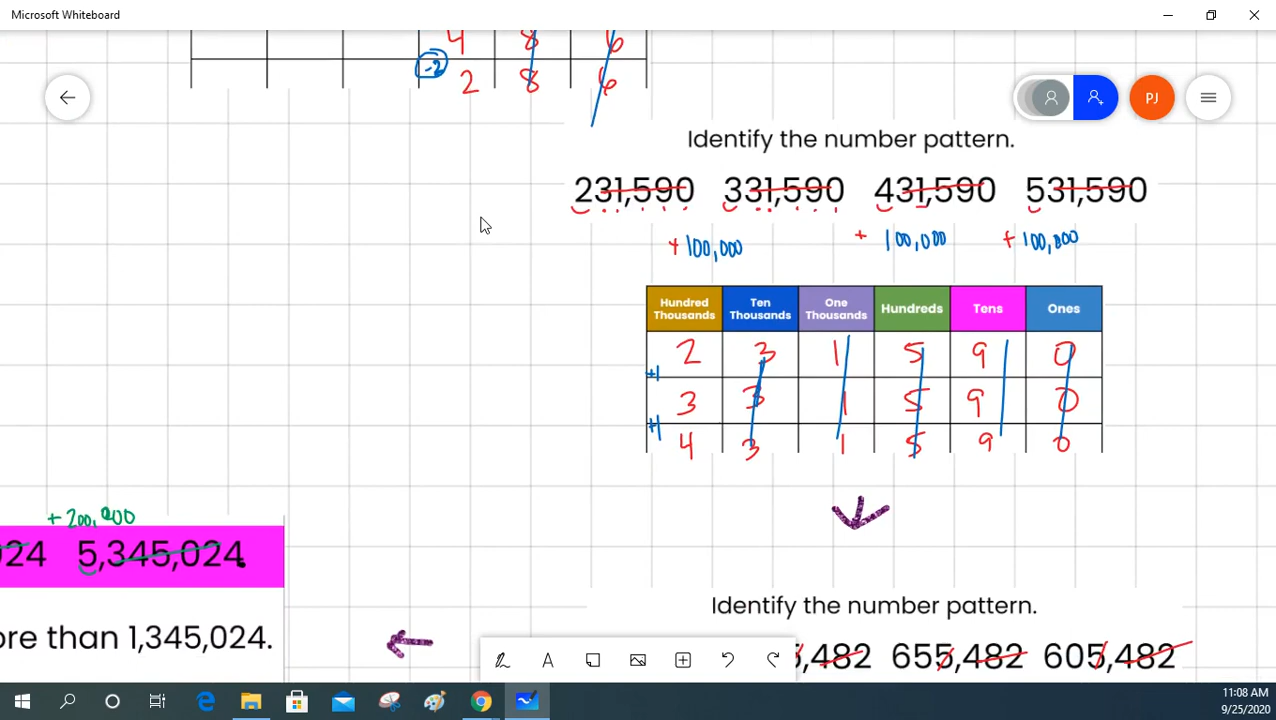 Microsoft Whiteboard
4 8 6
-2 2 8 6
PJ
Identify the number pattern.
231,590 331,590 431,590 531,590
+ 100,000 + 100,000 + 100,000
Hundred Thousands Ten Thousands One Thousands Hundreds Tens Ones
2 3 1 5 9 0
+1
3 3 1 5 9 0
+1
4 3 1 5 9 0
+ 200,000
024 5,345,024
ore than 1,345,024.
Identify the number pattern.
,482 655,482 605,482
11:08 AM
9/25/2020